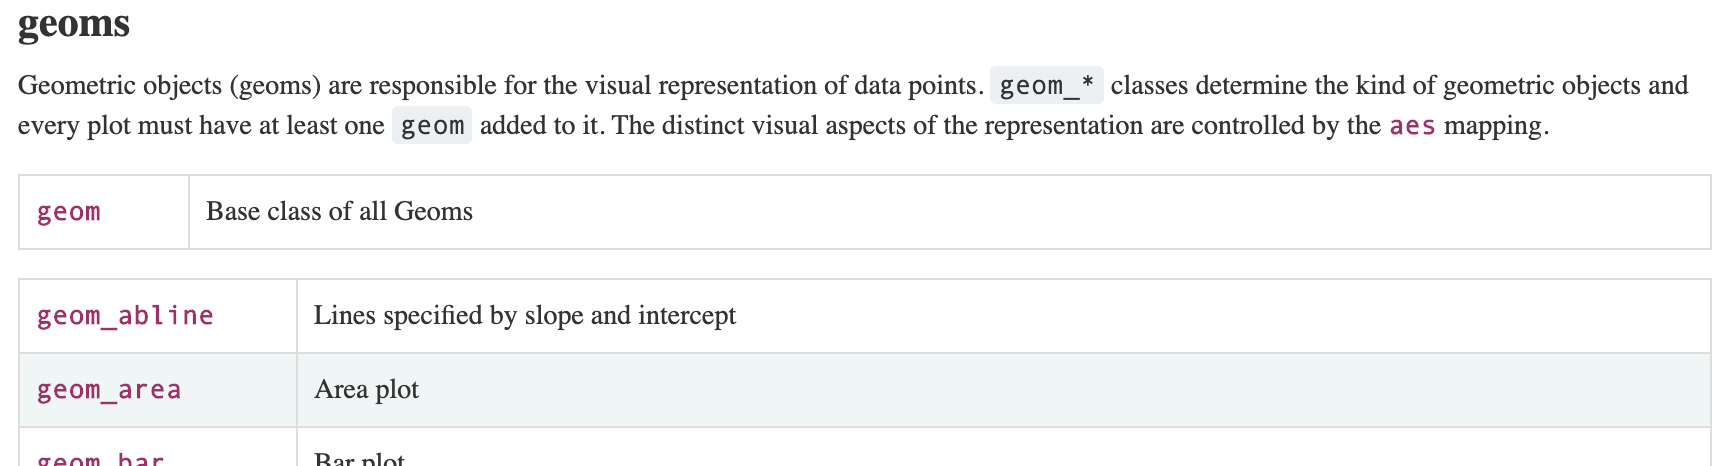 geoms
Geometric objects (geoms) are responsible for the visual representation of data points. geom_* classes determine the kind of geometric objects and
every plot must have at least one geom added to it. The distinct visual aspects of the representation are controlled by the aes mapping.
geom Base class of all Geoms
geom_abline Lines specified by slope and intercept
geom_area Area plot
geom_bar Bar plot